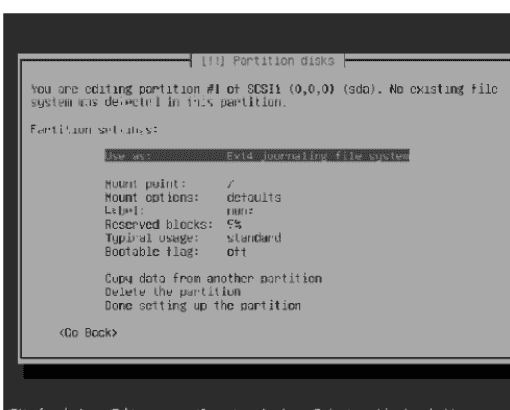 [!!] Partition disks
You are editing partition #1 of SCSI1 (0,0,0) (sda). No existing file
system was detected in this partition.
Partition settings:
Use as: Ext4 journaling file system
Mount point: /
Mount options: defaults
Label: none
Reserved blocks: 5%
Typical usage: standard
Bootable flag: off
Copy data from another partition
Delete the partition
Done setting up the partition
<Go Back>